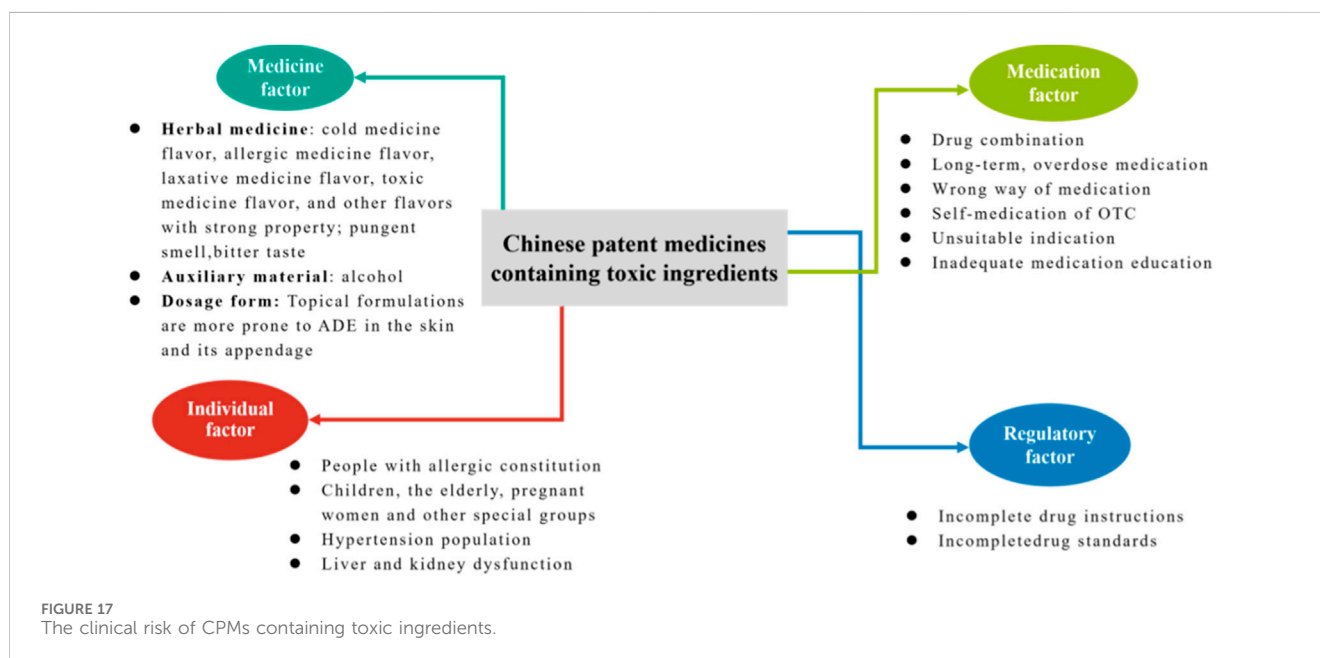 Medicine
factor
● Herbal medicine: cold medicine
flavor, allergic medicine flavor,
laxative medicine flavor, toxic
medicine flavor, and other flavors
with strong property; pungent
smell,bitter taste
● Auxiliary material: alcohol
● Dosage form: Topical formulations
are more prone to ADE in the skin
and its appendage
Medication
factor
● Drug combination
● Long-term, overdose medication
● Wrong way of medication
● Self-medication of OTC
● Unsuitable indication
● Inadequate medication education
Chinese patent medicines
containing toxic ingredients
Individual
factor
● People with allergic constitution
● Children, the elderly, pregnant
women and other special groups
● Hypertension population
● Liver and kidney dysfunction
Regulatory
factor
● Incomplete drug instructions
● Incompletedrug standards
FIGURE 17
The clinical risk of CPMs containing toxic ingredients.